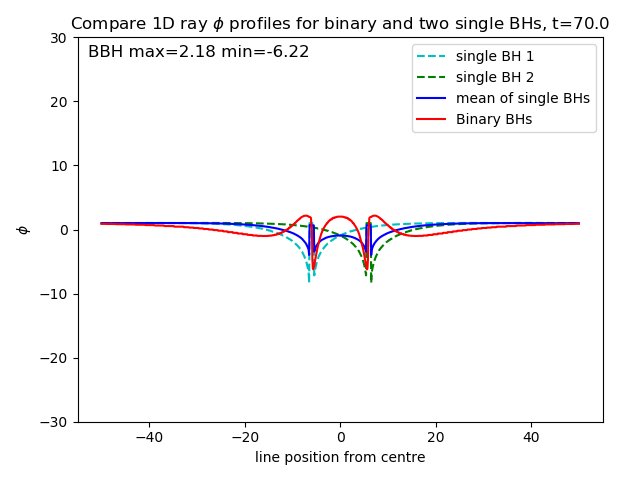 Compare 1D ray ϕ profiles for binary and two single BHs, t=70.0
BBH max=2.18 min=-6.22
single BH 1
single BH 2
mean of single BHs
Binary BHs
30
20
10
0
−10
−20
−30
ϕ
−40 −20 0 20 40
line position from centre